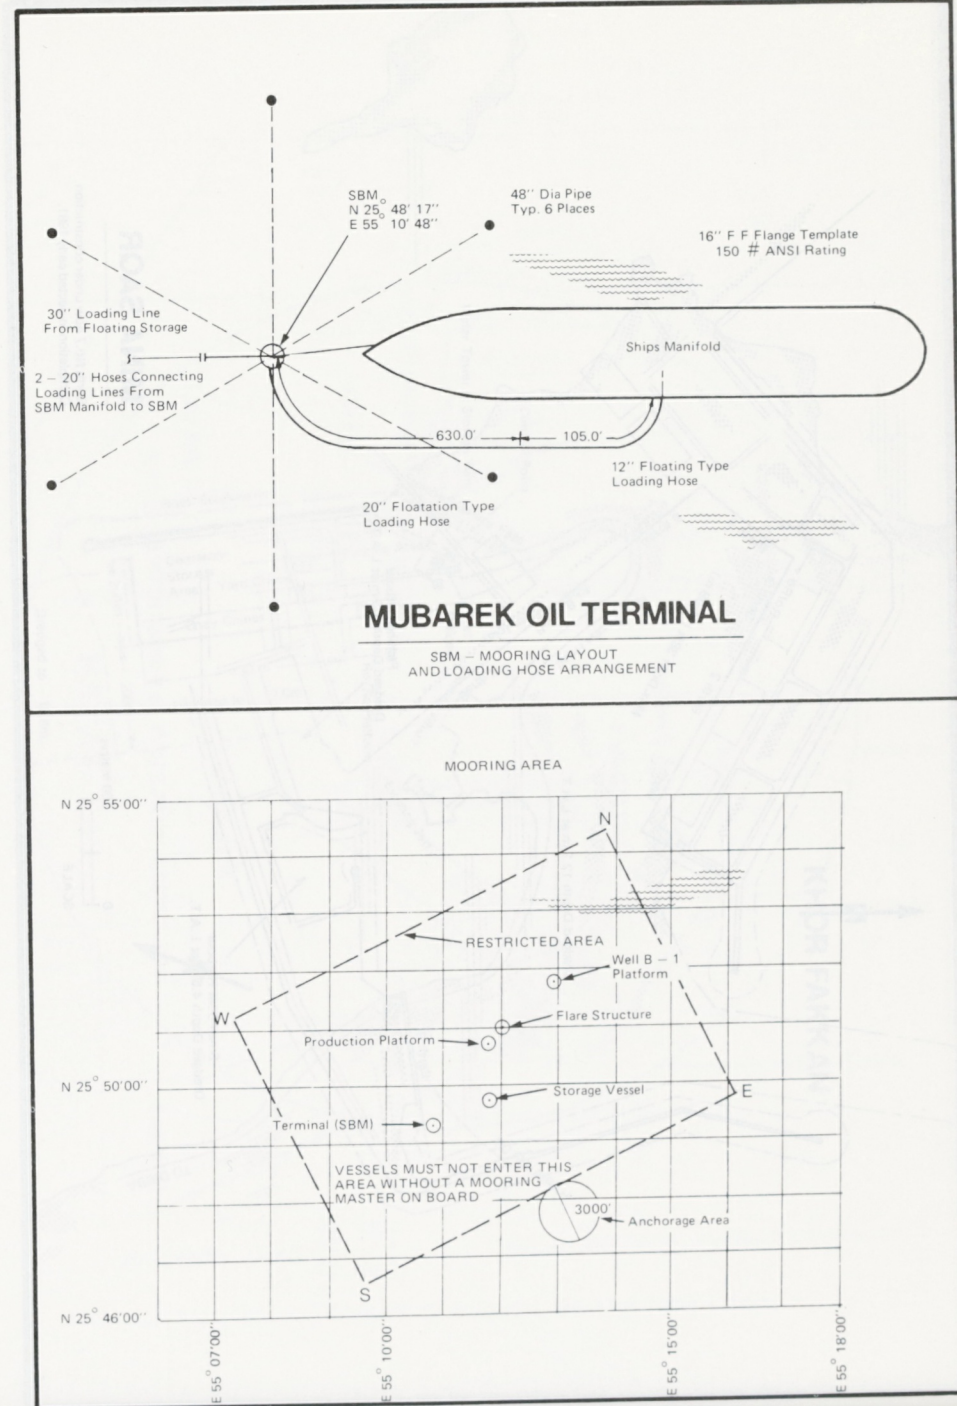 SBM
N 25° 48' 17"
E 55° 10' 48"
48" Dia Pipe
Typ. 6 Places
16" F F Flange Template
150 # ANSI Rating
30" Loading Line
From Floating Storage
Ships Manifold
2 – 20" Hoses Connecting
Loading Lines From
SBM Manifold to SBM
630.0'
105.0'
12" Floating Type
Loading Hose
20" Floatation Type
Loading Hose
MUBAREK OIL TERMINAL
SBM – MOORING LAYOUT
AND LOADING HOSE ARRANGEMENT
MOORING AREA
N 25° 55'00"
N
RESTRICTED AREA
Well B – 1
Platform
W
Flare Structure
Production Platform
N 25° 50'00"
Storage Vessel
E
Terminal (SBM)
VESSELS MUST NOT ENTER THIS
AREA WITHOUT A MOORING
MASTER ON BOARD
3000'
Anchorage Area
S
N 25° 46'00"
E 55° 07'00"
E 55° 10'00"
E 55° 15'00"
E 55° 18'00"